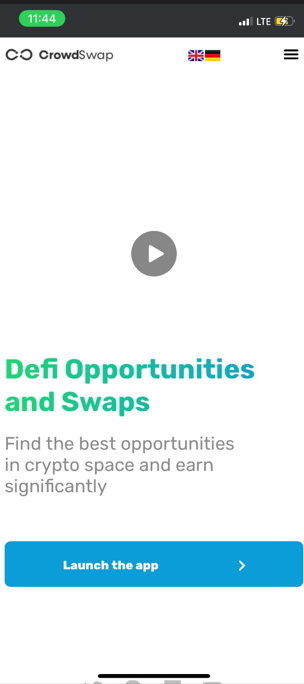 11:44
LTE
CrowdSwap
Defi Opportunities
and Swaps
Find the best opportunities
in crypto space and earn
significantly
Launch the app